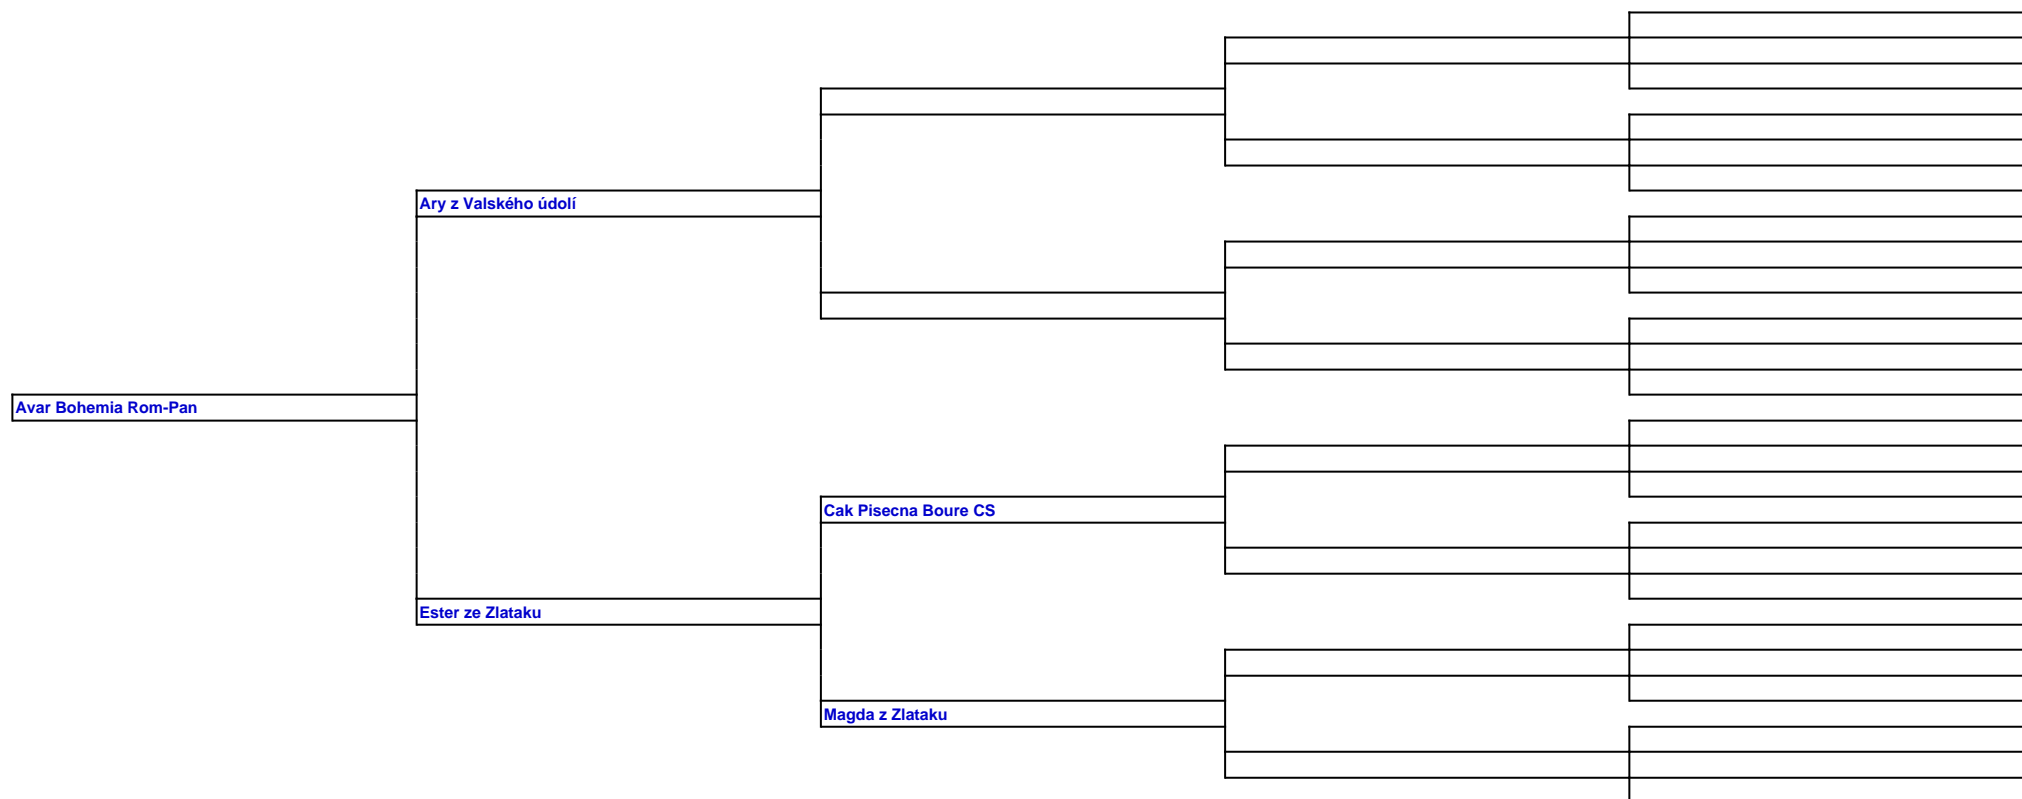 Ary z Valského údolí
Avar Bohemia Rom-Pan
Cak Pisecna Boure CS
Ester ze Zlataku
Magda z Zlataku